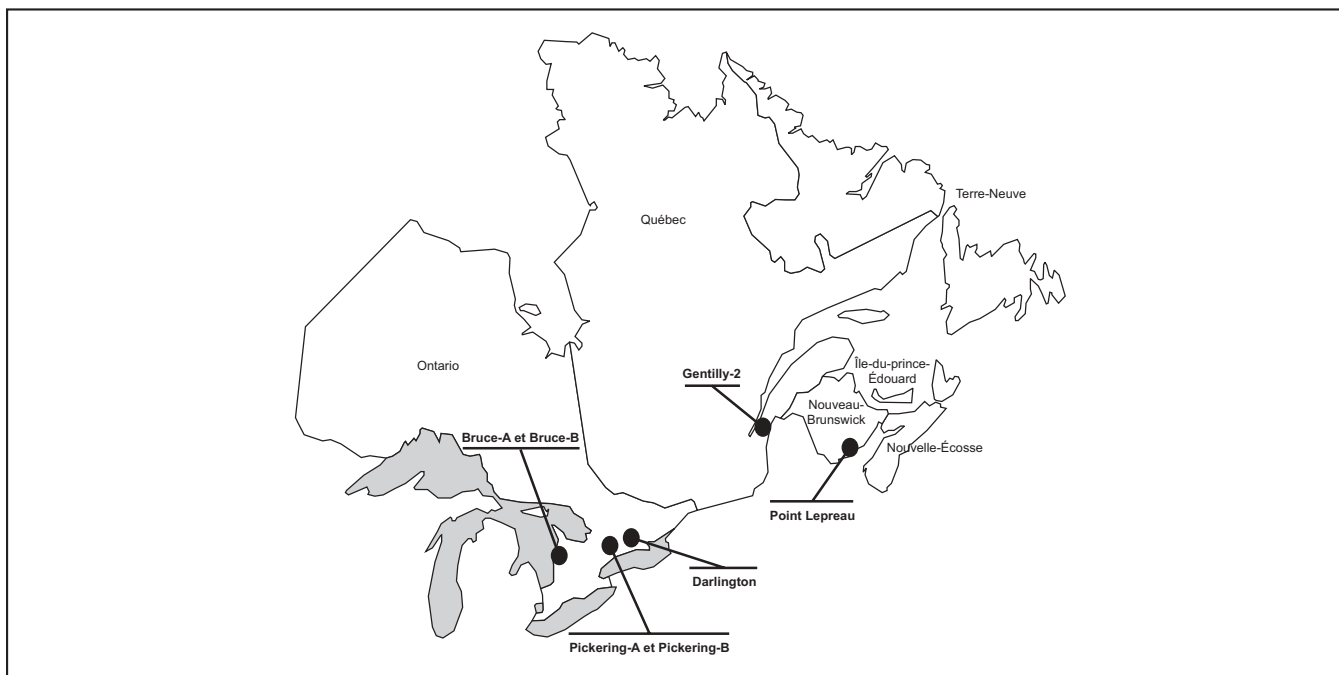 Terre-Neuve
Québec
Ontario
Gentilly-2
Île-du-prince-
Édouard
Nouveau-
Brunswick
Bruce-A et Bruce-B
Nouvelle-Écosse
Point Lepreau
Darlington
Pickering-A et Pickering-B